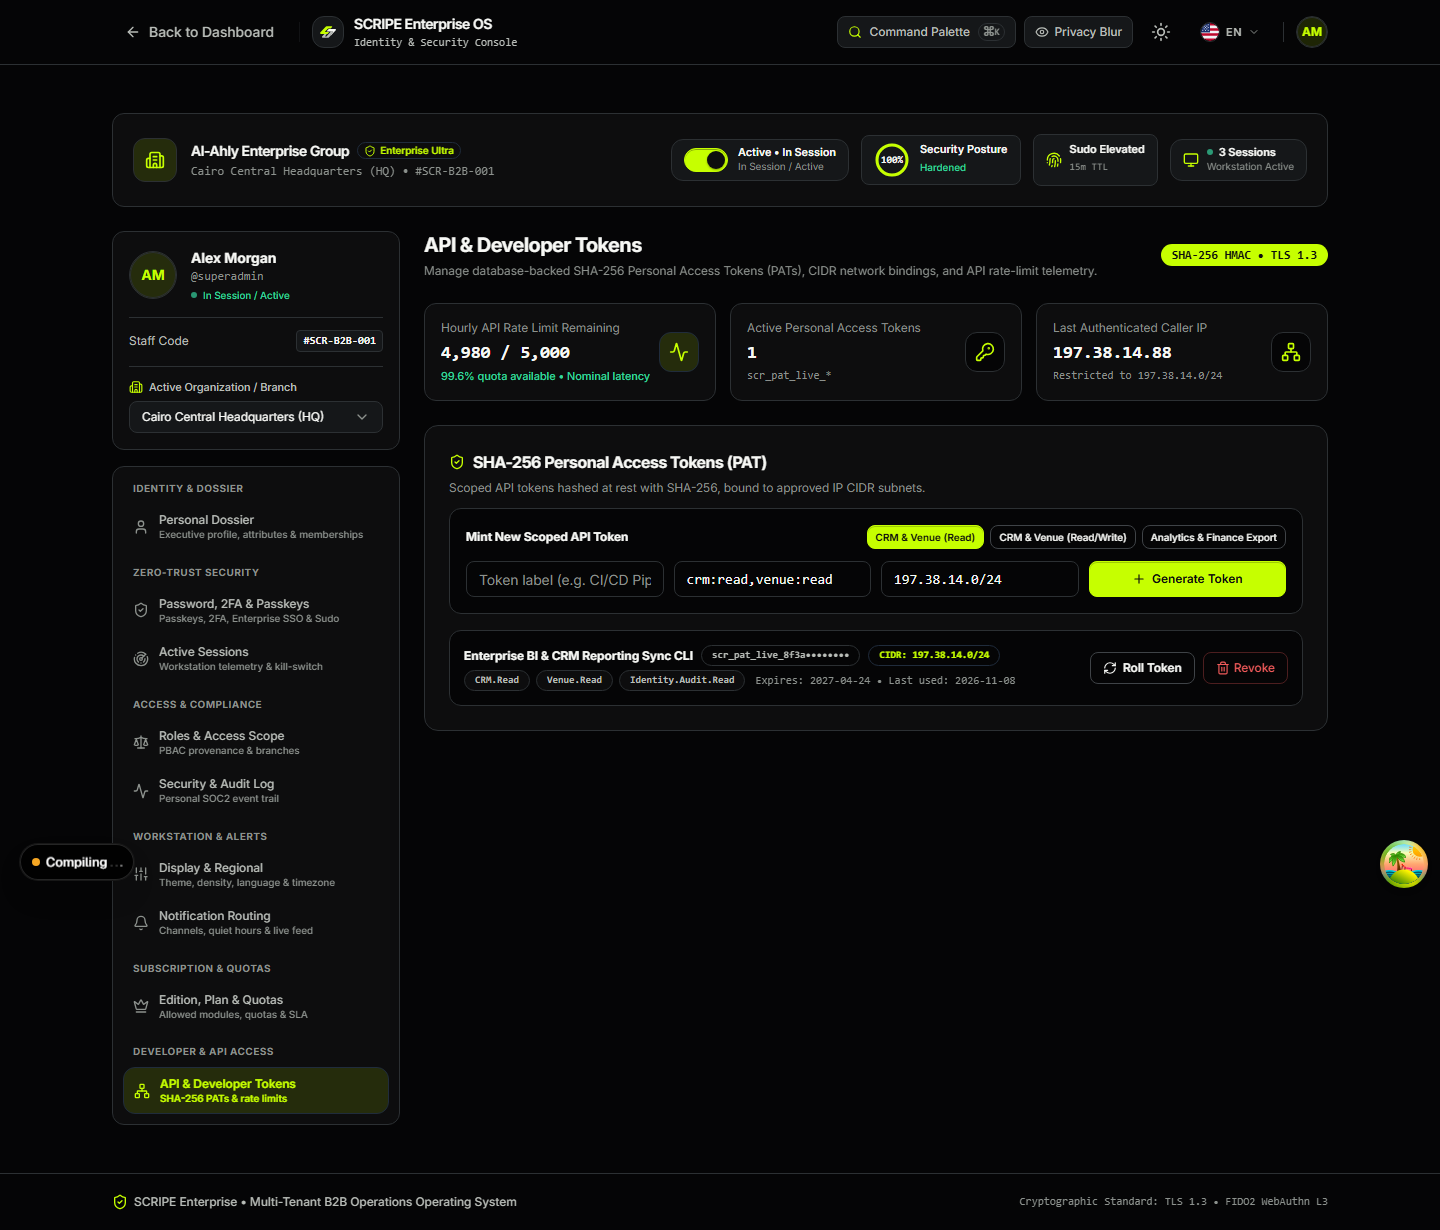 Back to Dashboard
SCRIPE Enterprise OS
Identity & Security Console
Command Palette ⌘K
Privacy Blur
EN
AM
Al-Ahly Enterprise Group
Enterprise Ultra
Cairo Central Headquarters (HQ) • #SCR-B2B-001
Active • In Session
In Session / Active
100%
Security Posture
Hardened
Sudo Elevated
15m TTL
3 Sessions
Workstation Active
AM
Alex Morgan
@superadmin
In Session / Active
Staff Code
#SCR-B2B-001
Active Organization / Branch
Cairo Central Headquarters (HQ)
IDENTITY & DOSSIER
Personal Dossier
Executive profile, attributes & memberships
ZERO-TRUST SECURITY
Password, 2FA & Passkeys
Passkeys, 2FA, Enterprise SSO & Sudo
Active Sessions
Workstation telemetry & kill-switch
ACCESS & COMPLIANCE
Roles & Access Scope
PBAC provenance & branches
Security & Audit Log
Personal SOC2 event trail
WORKSTATION & ALERTS
Compiling ...
Display & Regional
Theme, density, language & timezone
Notification Routing
Channels, quiet hours & live feed
SUBSCRIPTION & QUOTAS
Edition, Plan & Quotas
Allowed modules, quotas & SLA
DEVELOPER & API ACCESS
API & Developer Tokens
SHA-256 PATs & rate limits
API & Developer Tokens
Manage database-backed SHA-256 Personal Access Tokens (PATs), CIDR network bindings, and API rate-limit telemetry.
SHA-256 HMAC • TLS 1.3
Hourly API Rate Limit Remaining
4,980 / 5,000
99.6% quota available • Nominal latency
Active Personal Access Tokens
1
scr_pat_live_*
Last Authenticated Caller IP
197.38.14.88
Restricted to 197.38.14.0/24
SHA-256 Personal Access Tokens (PAT)
Scoped API tokens hashed at rest with SHA-256, bound to approved IP CIDR subnets.
Mint New Scoped API Token
CRM & Venue (Read)
CRM & Venue (Read/Write)
Analytics & Finance Export
Token label (e.g. CI/CD Pip
crm:read,venue:read
197.38.14.0/24
+ Generate Token
Enterprise BI & CRM Reporting Sync CLI
scr_pat_live_8f3a••••••••
CIDR: 197.38.14.0/24
CRM.Read
Venue.Read
Identity.Audit.Read
Expires: 2027-04-24 • Last used: 2026-11-08
Roll Token
Revoke
SCRIPE Enterprise • Multi-Tenant B2B Operations Operating System
Cryptographic Standard: TLS 1.3 • FIDO2 WebAuthn L3